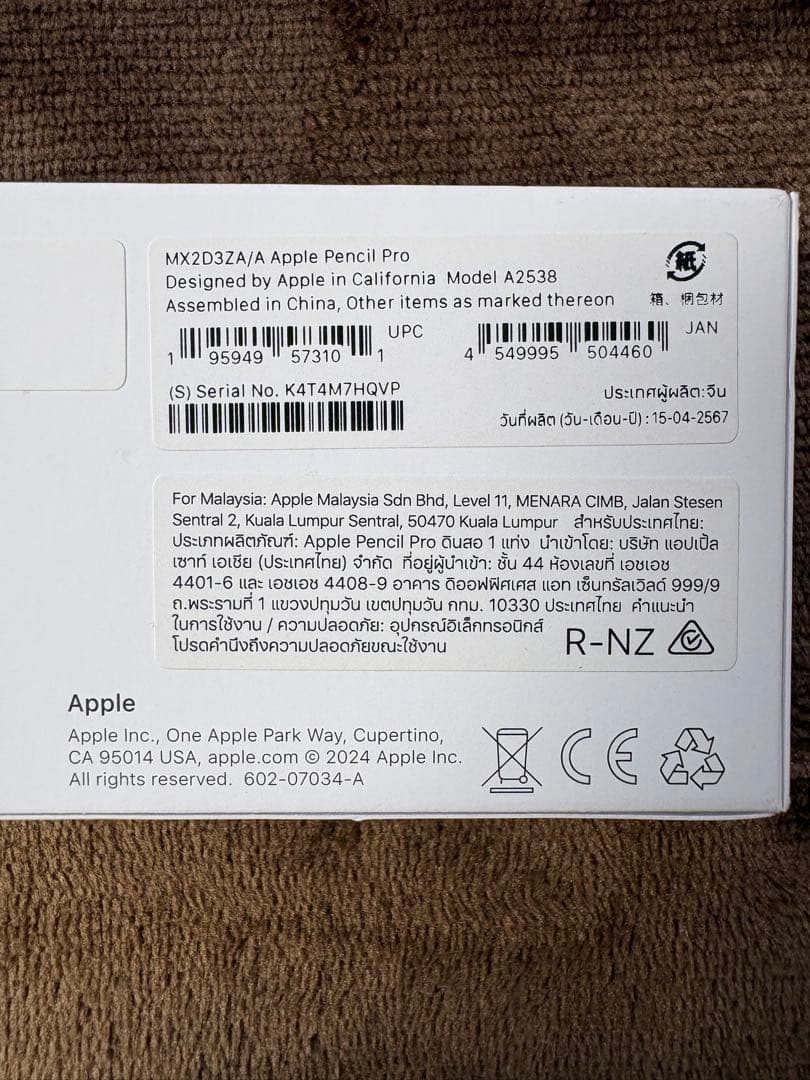 MX2D3ZA/A Apple Pencil Pro
Designed by Apple in California Model A2538
Assembled in China, Other items as marked thereon
紙
箱、梱包材
UPC
1 95949 57310 1
JAN
4 549995 504460
(S) Serial No. K4T4M7HQVP
ประเทศผู้ผลิต:จีน
วันที่ผลิต (วัน-เดือน-ปี) : 15-04-2567
For Malaysia: Apple Malaysia Sdn Bhd, Level 11, MENARA CIMB, Jalan Stesen
Sentral 2, Kuala Lumpur Sentral, 50470 Kuala Lumpur สำหรับประเทศไทย:
ประเภทผลิตภัณฑ์: Apple Pencil Pro ดินสอ 1 แท่ง นำเข้าโดย: บริษัท แอปเปิ้ล
เซาท์ เอเชีย (ประเทศไทย) จำกัด ที่อยู่ผู้นำเข้า: ชั้น 44 ห้องเลขที่ เอชเอช
4401-6 และ เอชเอช 4408-9 อาคาร ดิออฟฟิศเศส แอท เซ็นทรัลเวิลด์ 999/9
ถ.พระรามที่ 1 แขวงปทุมวัน เขตปทุมวัน กทม. 10330 ประเทศไทย คำแนะนำ
ในการใช้งาน / ความปลอดภัย: อุปกรณ์อิเล็กทรอนิกส์
โปรดคำนึงถึงความปลอดภัยขณะใช้งาน
R-NZ
Apple
Apple Inc., One Apple Park Way, Cupertino,
CA 95014 USA, apple.com © 2024 Apple Inc.
All rights reserved. 602-07034-A
CE